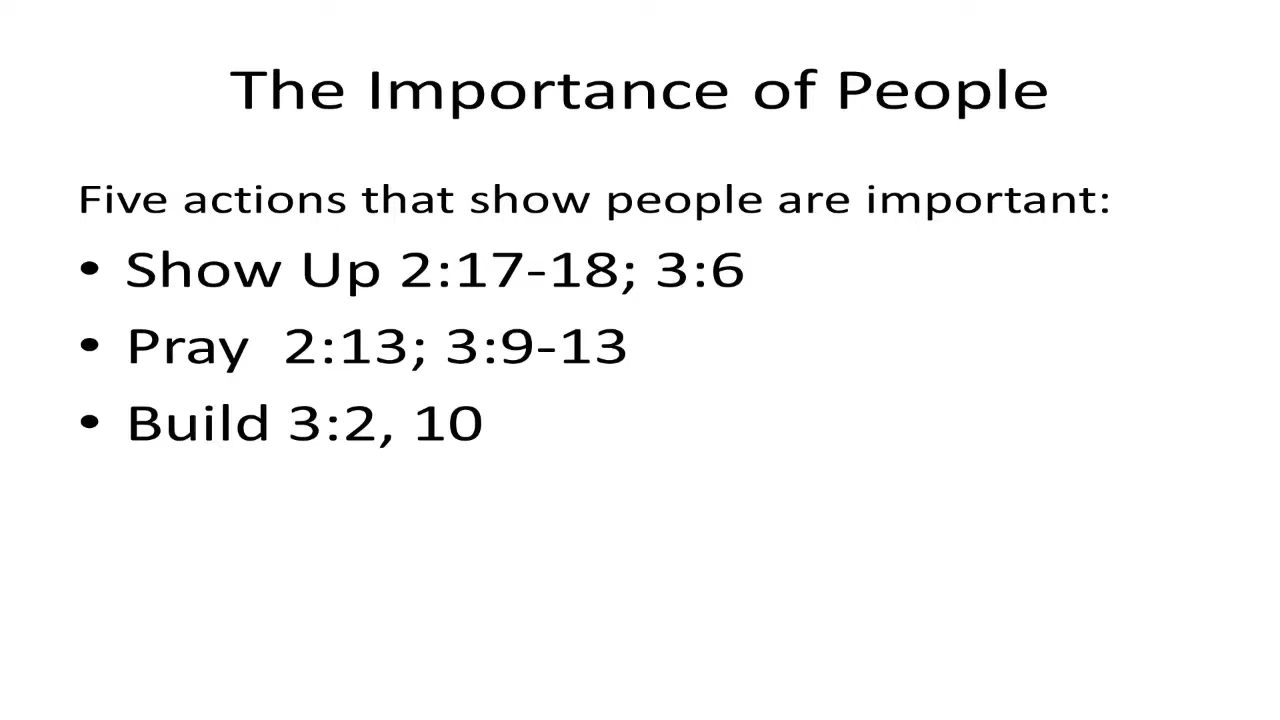 The Importance of People
Five actions that show people are important:
• Show Up 2:17-18; 3:6
• Pray  2:13; 3:9-13
• Build 3:2, 10